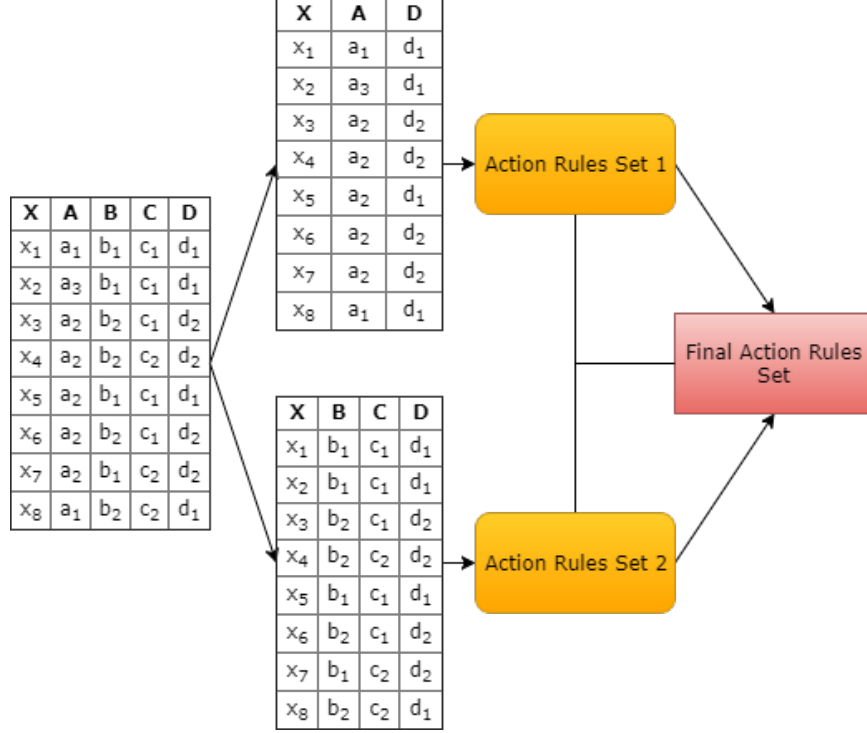 X A B C D
x₁ a₁ b₁ c₁ d₁
x₂ a₃ b₁ c₁ d₁
x₃ a₂ b₂ c₁ d₂
x₄ a₂ b₂ c₂ d₂
x₅ a₂ b₁ c₁ d₁
x₆ a₂ b₂ c₁ d₂
x₇ a₂ b₁ c₂ d₂
x₈ a₁ b₂ c₂ d₁
X A D
x₁ a₁ d₁
x₂ a₃ d₁
x₃ a₂ d₂
x₄ a₂ d₂
x₅ a₂ d₁
x₆ a₂ d₂
x₇ a₂ d₂
x₈ a₁ d₁
X B C D
x₁ b₁ c₁ d₁
x₂ b₁ c₁ d₁
x₃ b₂ c₁ d₂
x₄ b₂ c₂ d₂
x₅ b₁ c₁ d₁
x₆ b₂ c₁ d₂
x₇ b₁ c₂ d₂
x₈ b₂ c₂ d₁
Action Rules Set 1
Action Rules Set 2
Final Action Rules
Set